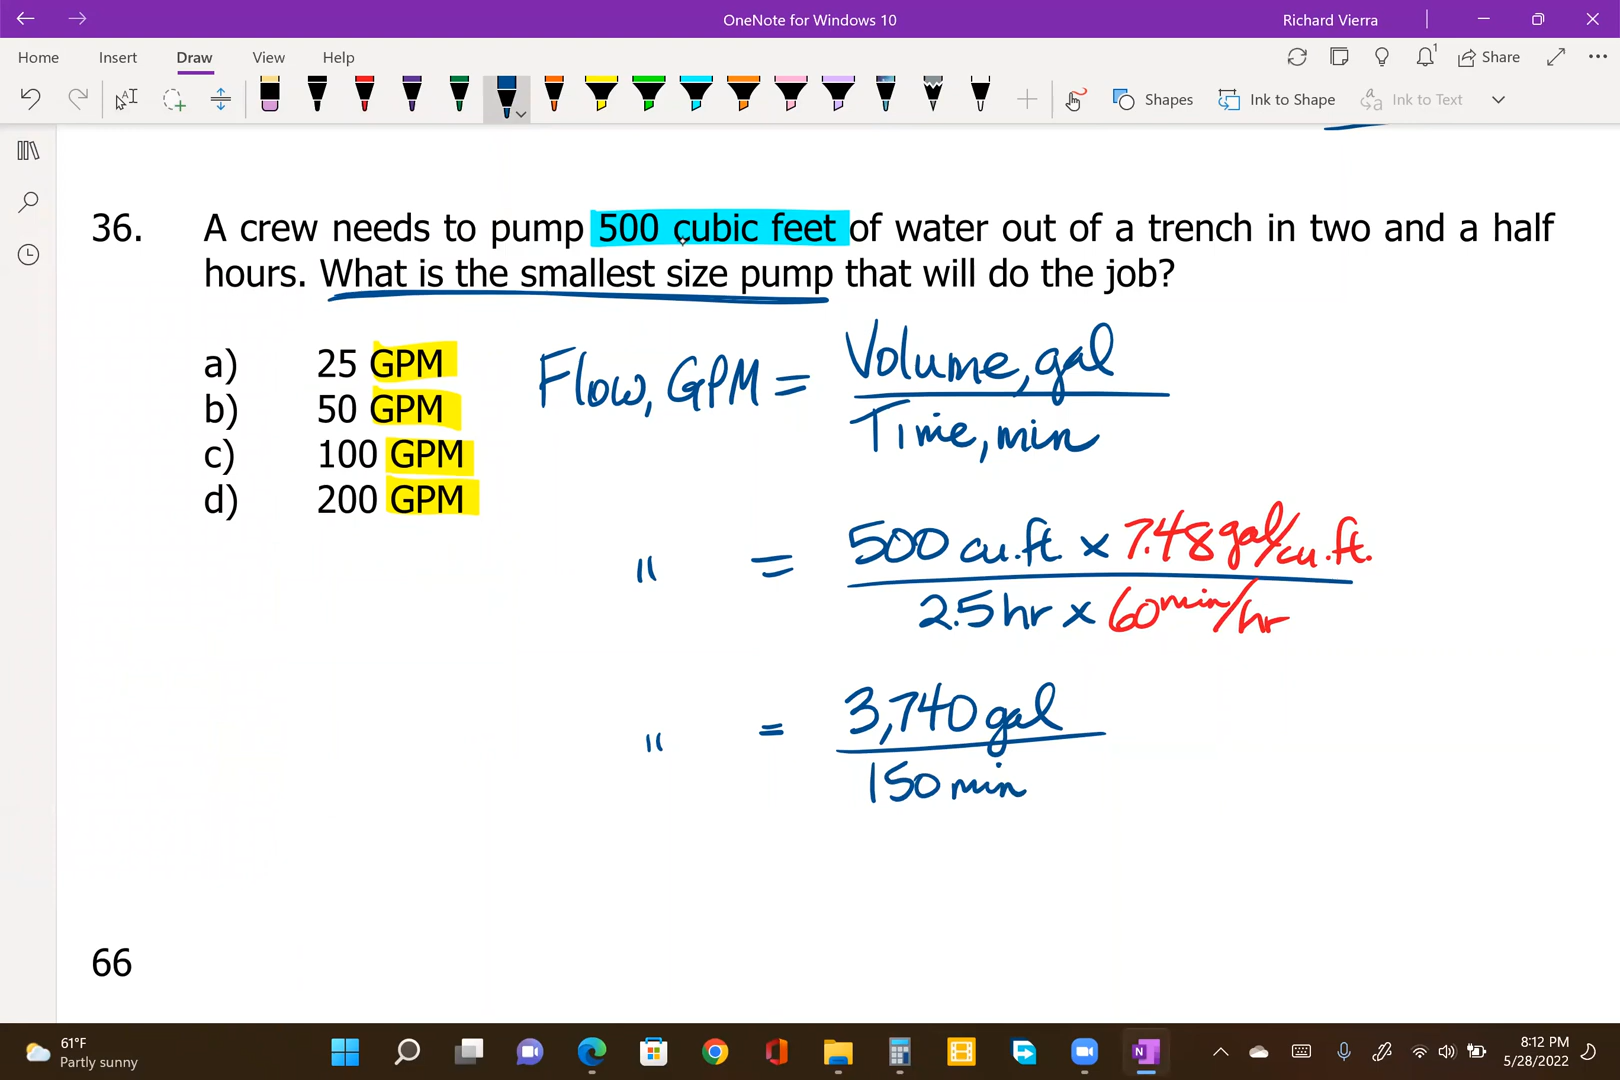 OneNote for Windows 10
Richard Vierra
Home Insert Draw View Help
1
Share
Shapes
Ink to Shape
Ink to Text
36. A crew needs to pump 500 cubic feet of water out of a trench in two and a half
hours. What is the smallest size pump that will do the job?
a) 25 GPM
b) 50 GPM
c) 100 GPM
d) 200 GPM
Flow, GPM = Volume, gal
Time, min
" = 500 cu.ft × 7.48 gal/cu.ft.
2.5 hr × 60 min/hr
" = 3,740 gal
150 min
66
61°F
Partly sunny
8:12 PM
5/28/2022